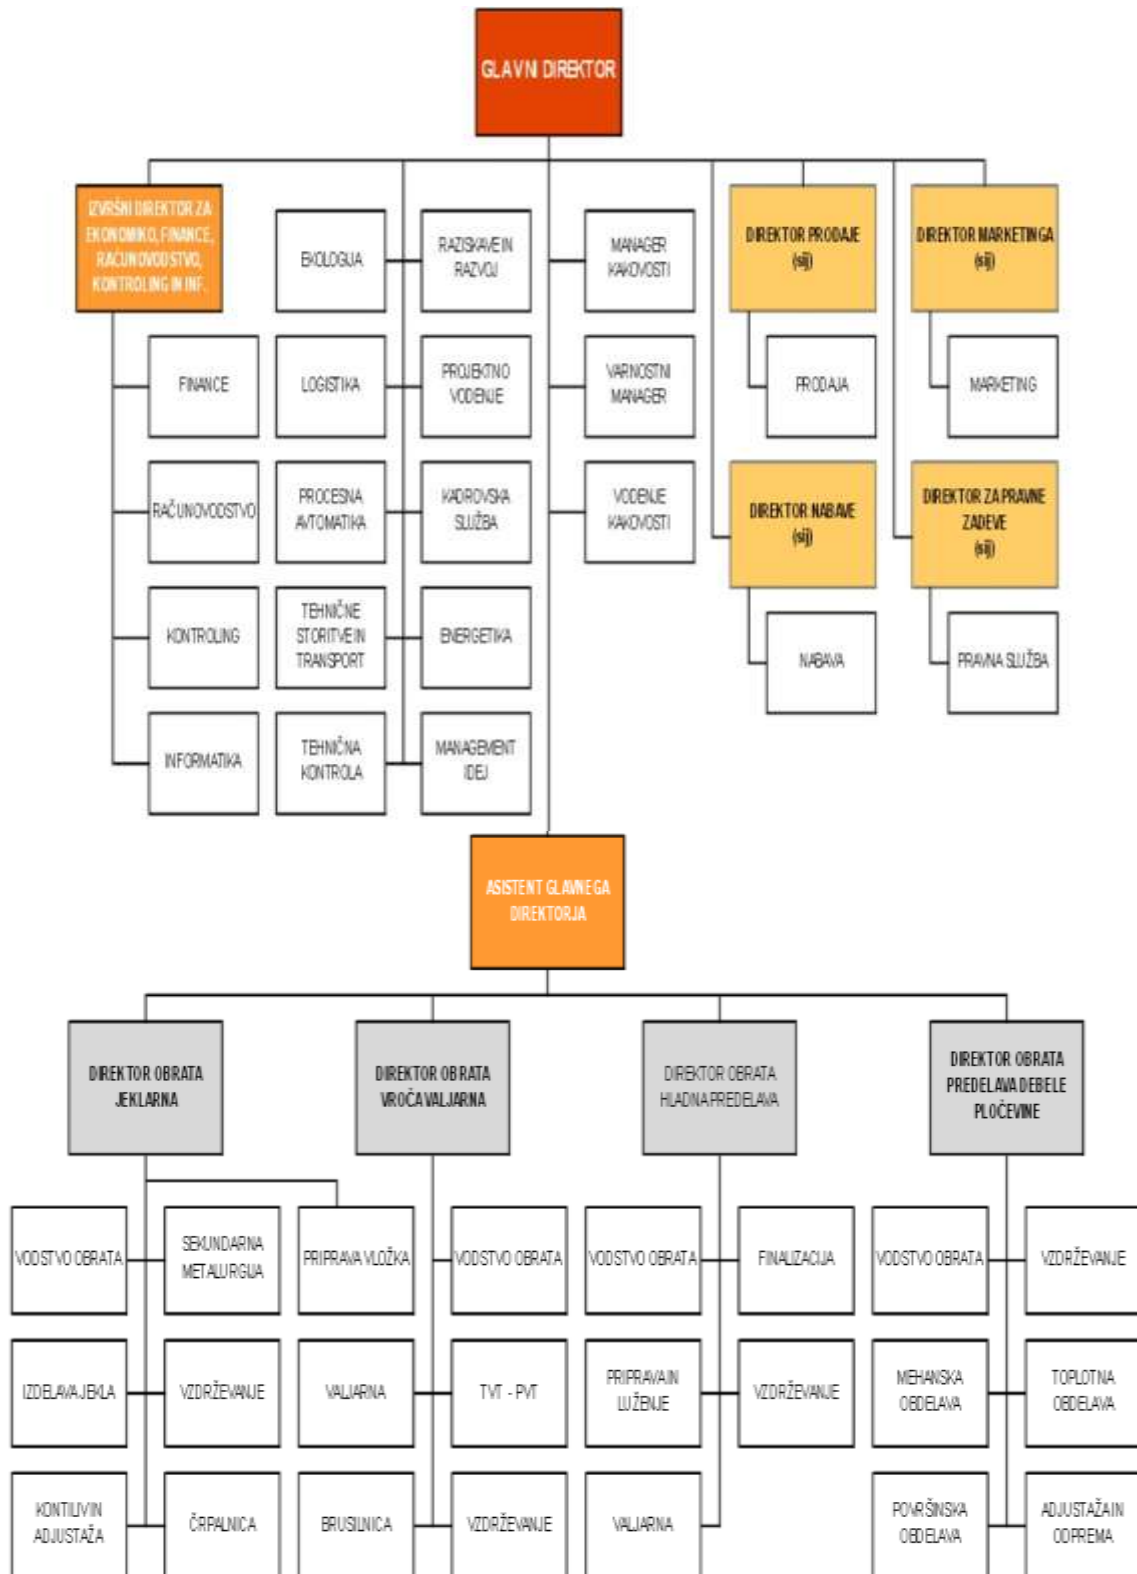 GLAVNI DIREKTOR
IZVRŠNI DIREKTOR ZA
EKONOMIKO, FINANCE,
RAČUNOVODSTVO,
KONTROLING IN INF.
FINANCE
RAČUNOVODSTVO
KONTROLING
INFORMATIKA
EKOLOGIJA
LOGISTIKA
PROCESNA
AVTOMATIKA
TEHNIČNE
STORITVE IN
TRANSPORT
TEHNIČNA
KONTROLA
RAZISKAVE IN
RAZVOJ
PROJEKTNO
VODENJE
KADROVSKA
SLUŽBA
ENERGETIKA
MANAGEMENT
IDEJ
MANAGER
KAKOVOSTI
VARNOSTNI
MANAGER
VODENJE
KAKOVOSTI
DIREKTOR PRODAJE
(sij)
PRODAJA
DIREKTOR NABAVE
(sij)
NABAVA
DIREKTOR MARKETINGA
(sij)
MARKETING
DIREKTOR ZA PRAVNE
ZADEVE
(sij)
PRAVNA SLUŽBA
ASISTENT GLAVNEGA
DIREKTORJA
DIREKTOR OBRATA
JEKLARNA
VODSTVO OBRATA
SEKUNDARNA
METALURGIJA
PRIPRAVA VLOŽKA
IZDELAVA JEKLA
VZDRŽEVANJE
KONTILIV IN
ADJUSTAŽA
ČRPALNICA
DIREKTOR OBRATA
VROČA VALJARNA
VODSTVO OBRATA
VALJARNA
TVT - PVT
BRUSILNICA
VZDRŽEVANJE
DIREKTOR OBRATA
HLADNA PREDELAVA
VODSTVO OBRATA
FINALIZACIJA
PRIPRAVA IN
LUŽENJE
VZDRŽEVANJE
VALJARNA
DIREKTOR OBRATA
PREDELAVA DEBELE
PLOČEVINE
VODSTVO OBRATA
VZDRŽEVANJE
MEHANSKA
OBDELAVA
TOPLOTNA
OBDELAVA
POVRŠINSKA
OBDELAVA
ADJUSTAŽA IN
ODPREMA